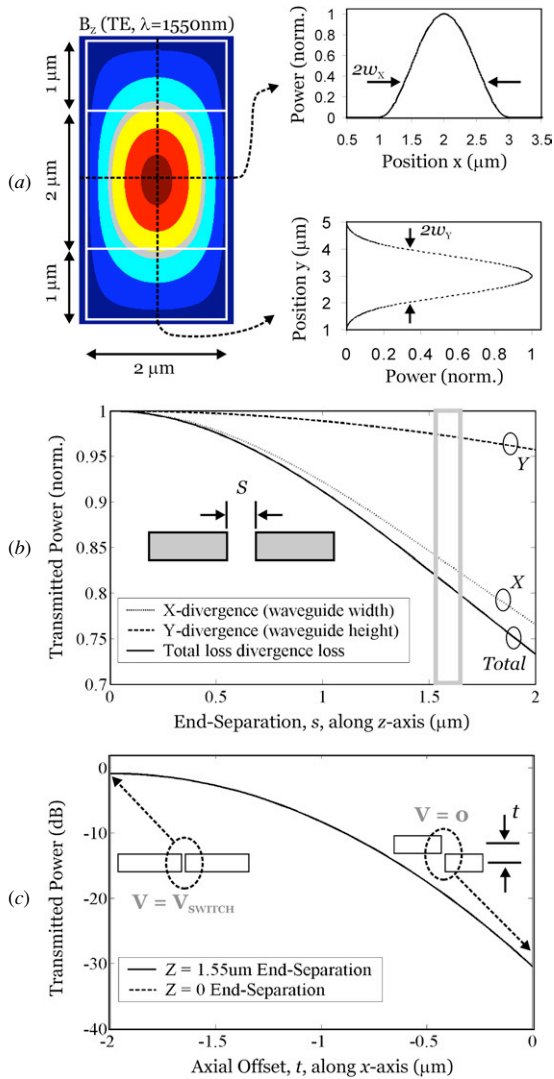 B_z (TE, λ=1550nm)
1 μm
2 μm
1 μm
2 μm
(a)
Power (norm.)
1
0.8
0.6
0.4
0.2
0
2w_X
0.5 1 1.5 2 2.5 3 3.5
Position x (μm)
Position y (μm)
5
4
3
2
1
2w_Y
0 0.2 0.4 0.6 0.8 1
Power (norm.)
(b)
Transmitted Power (norm.)
1
0.95
0.9
0.85
0.8
0.75
0.7
S
Y
X
Total
X-divergence (waveguide width)
Y-divergence (waveguide height)
Total loss divergence loss
0 0.5 1 1.5 2
End-Separation, s, along z-axis (μm)
(c)
Transmitted Power (dB)
0
-10
-20
-30
-40
V = V_SWITCH
V = 0
t
Z = 1.55um End-Separation
Z = 0 End-Separation
-2 -1.5 -1 -0.5 0
Axial Offset, t, along x-axis (μm)